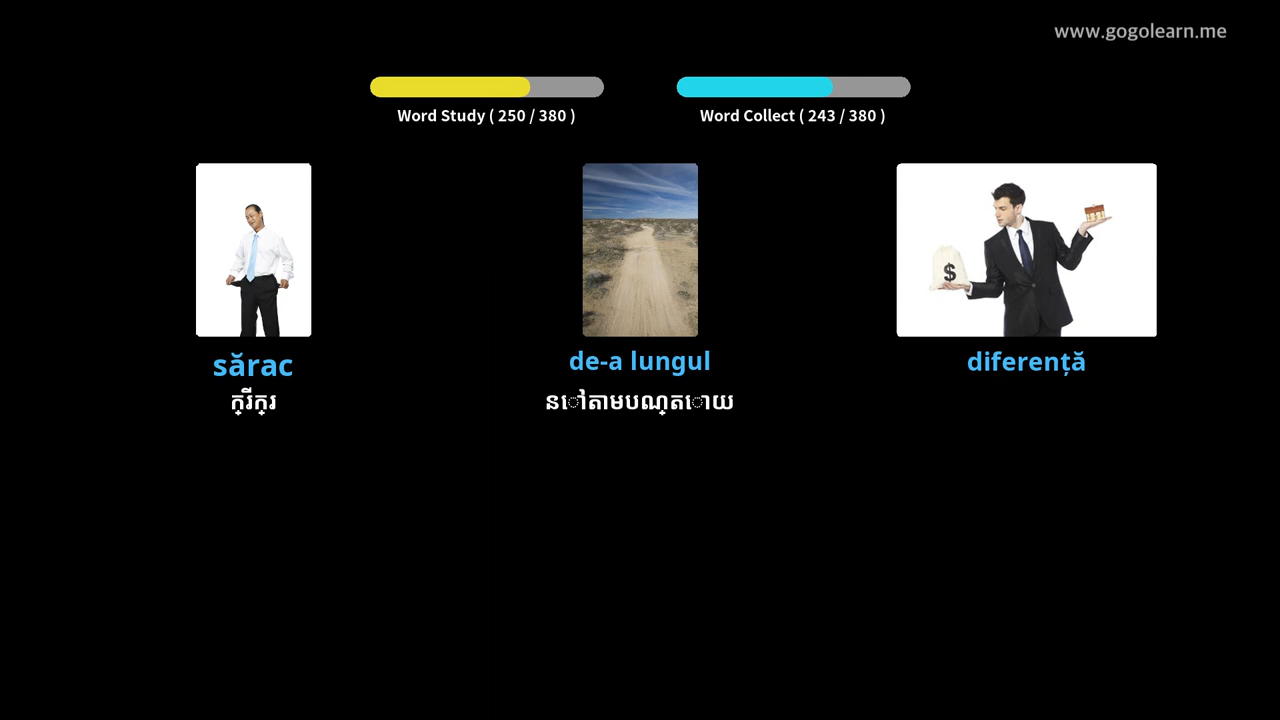 www.gogolearn.me
Word Study ( 250 / 380 )
Word Collect ( 243 / 380 )
$
sărac
de-a lungul
diferență
ក្រីក្រ
នៅតាមបណ្តោយ